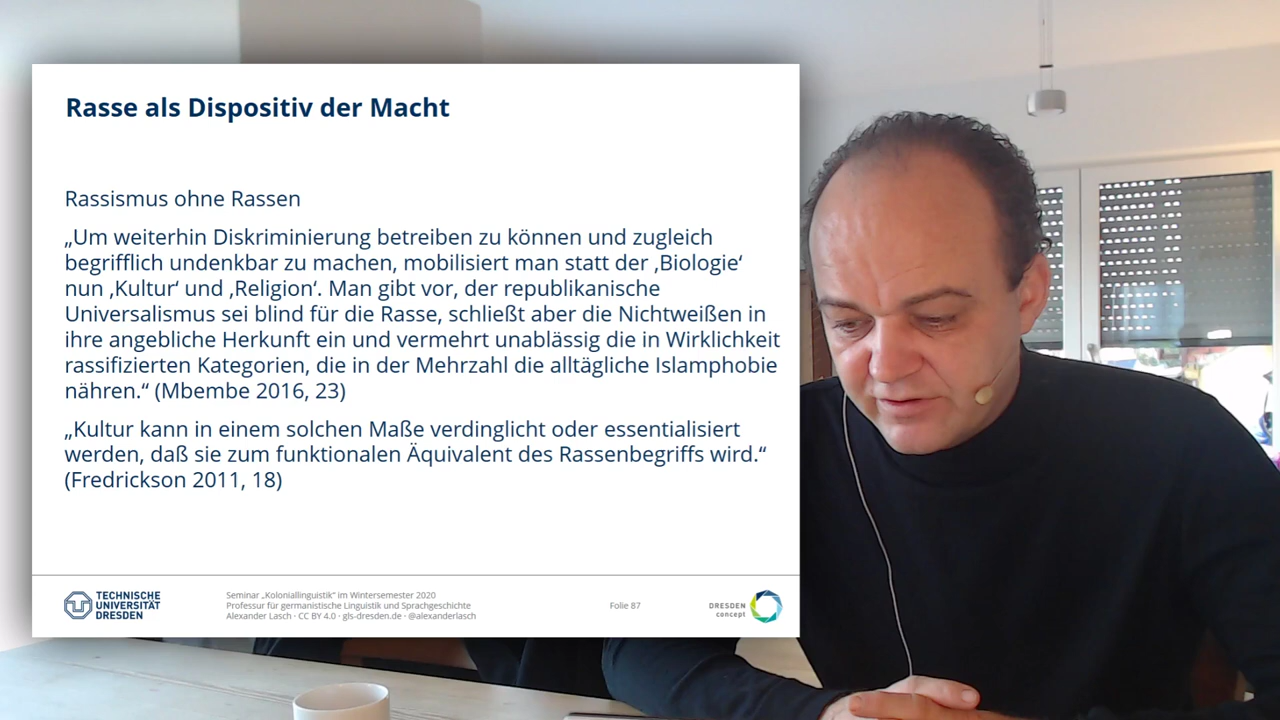 Rasse als Dispositiv der Macht
Rassismus ohne Rassen
„Um weiterhin Diskriminierung betreiben zu können und zugleich
begrifflich undenkbar zu machen, mobilisiert man statt der ‚Biologie‘
nun ‚Kultur‘ und ‚Religion‘. Man gibt vor, der republikanische
Universalismus sei blind für die Rasse, schließt aber die Nichtweißen in
ihre angebliche Herkunft ein und vermehrt unablässig die in Wirklichkeit
rassifizierten Kategorien, die in der Mehrzahl die alltägliche Islamphobie
nähren.“ (Mbembe 2016, 23)
„Kultur kann in einem solchen Maße verdinglicht oder essentialisiert
werden, daß sie zum funktionalen Äquivalent des Rassenbegriffs wird.“
(Fredrickson 2011, 18)
TECHNISCHE
UNIVERSITÄT
DRESDEN
Seminar „Koloniallinguistik“ im Wintersemester 2020
Professur für germanistische Linguistik und Sprachgeschichte
Alexander Lasch · CC BY 4.0 · gls-dresden.de · @alexanderlasch
Folie 87
DRESDEN
concept